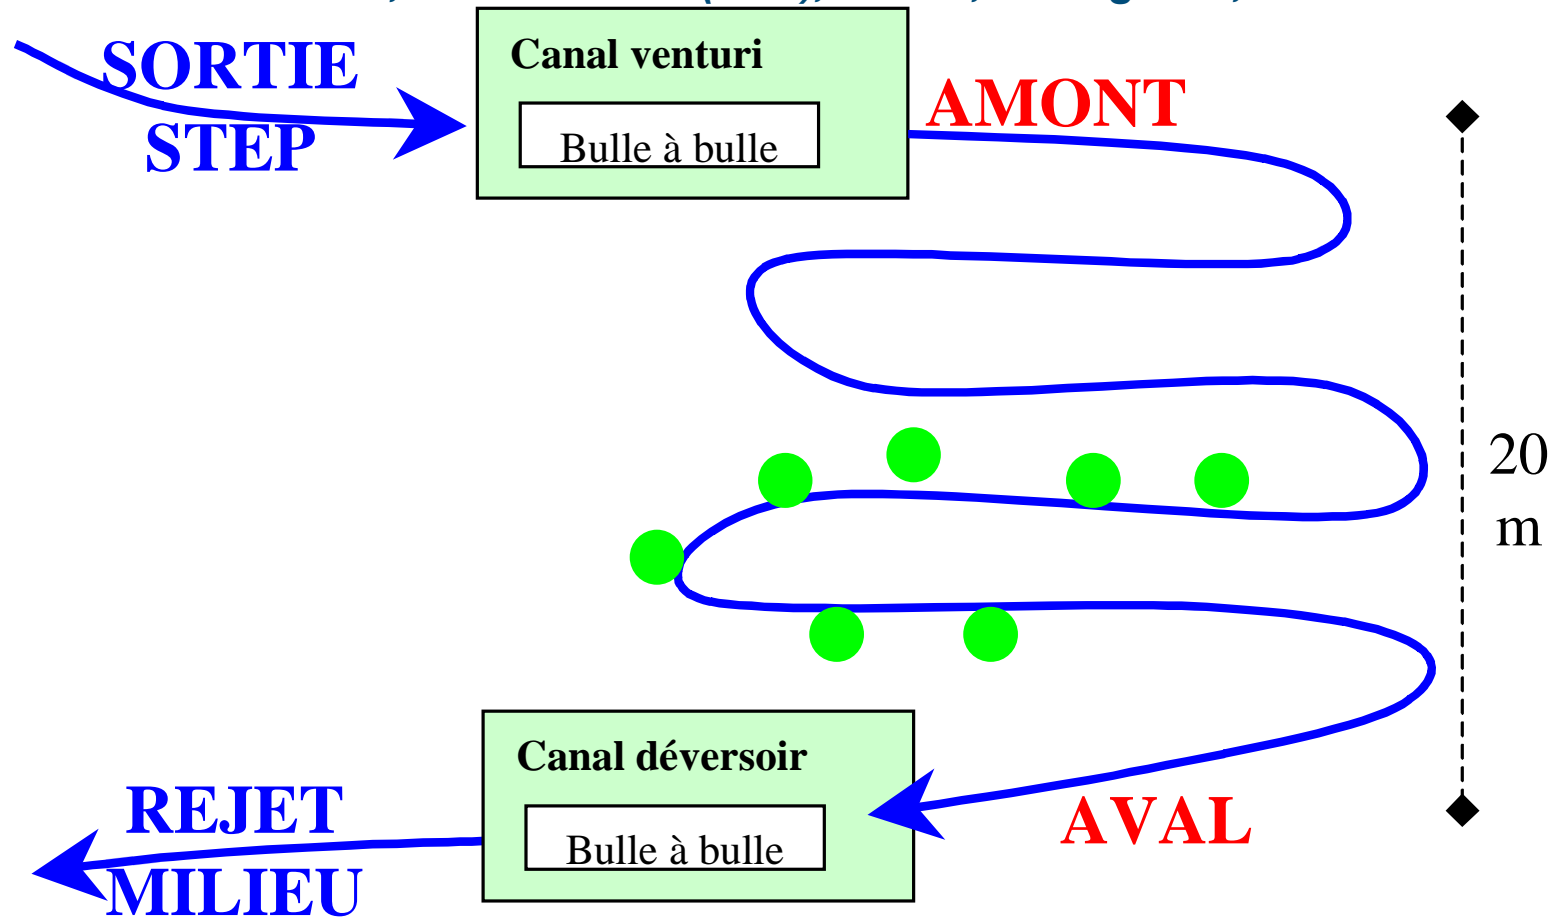 SORTIE
STEP
Canal venturi
Bulle à bulle
AMONT
20
m
Canal déversoir
Bulle à bulle
AVAL
REJET
MILIEU